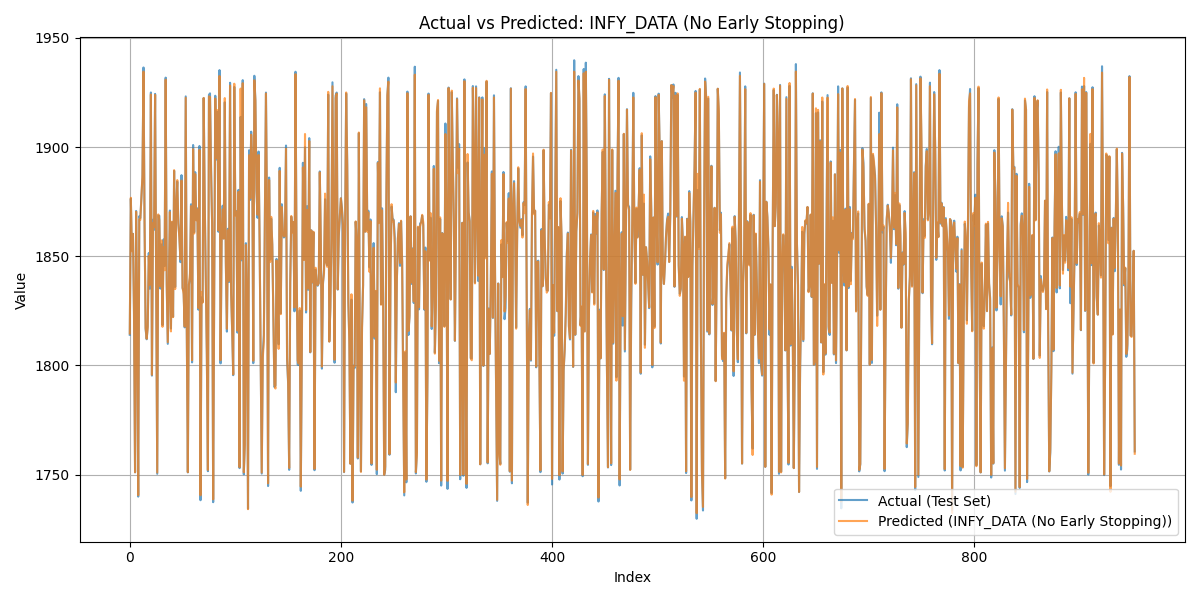 Actual vs Predicted: INFY_DATA (No Early Stopping)
1950
1900
1850
1800
1750
Value
0
200
400
600
800
Index
Actual (Test Set)
Predicted (INFY_DATA (No Early Stopping))